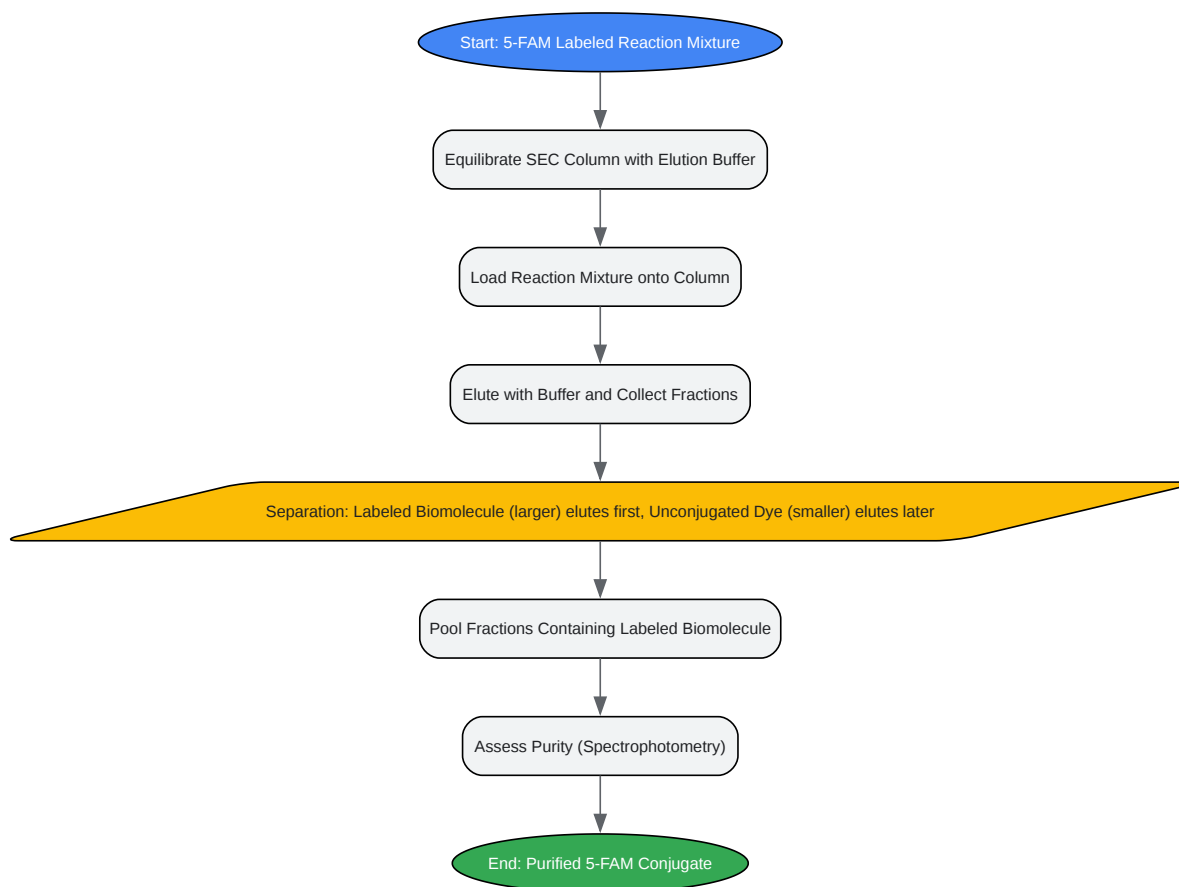 Start: 5-FAM Labeled Reaction Mixture
Equilibrate SEC Column with Elution Buffer
Load Reaction Mixture onto Column
Elute with Buffer and Collect Fractions
Separation: Labeled Biomolecule (larger) elutes first, Unconjugated Dye (smaller) elutes later
Pool Fractions Containing Labeled Biomolecule
Assess Purity (Spectrophotometry)
End: Purified 5-FAM Conjugate